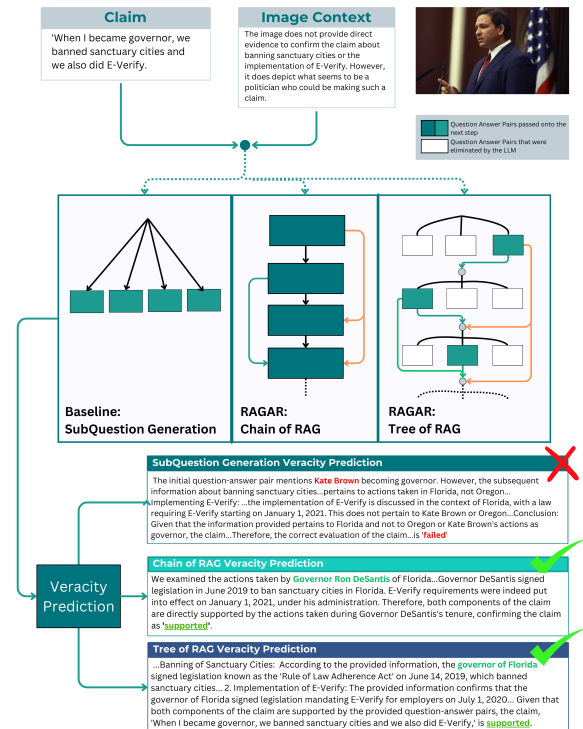 Claim
'When I became governor, we
banned sanctuary cities and
we also did E-Verify.
Image Context
The image does not provide direct
evidence to confirm the claim about
banning sanctuary cities or the
implementation of E-Verify. However,
it does depict what seems to be a
politician who could be making such a
claim.
Question Answer Pairs passed onto the
next step
Question Answer Pairs that were
eliminated by the LLM
Baseline:
SubQuestion Generation
RAGAR:
Chain of RAG
RAGAR:
Tree of RAG
Veracity
Prediction
SubQuestion Generation Veracity Prediction
The initial question-answer pair mentions Kate Brown becoming governor. However, the subsequent
information about banning sanctuary cities...pertains to actions taken in Florida, not Oregon...
Implementing E-Verify: ...the implementation of E-Verify is discussed in the context of Florida, with a law
requiring E-Verify starting on January 1, 2021. This does not pertain to Kate Brown or Oregon...Conclusion:
Given that the information provided pertains to Florida and not to Oregon or Kate Brown's actions as
governor, the claim...Therefore, the correct evaluation of the claim...is 'failed'
Chain of RAG Veracity Prediction
We examined the actions taken by Governor Ron DeSantis of Florida...Governor DeSantis signed
legislation in June 2019 to ban sanctuary cities in Florida. E-Verify requirements were indeed put
into effect on January 1, 2021, under his administration. Therefore, both components of the claim
are directly supported by the actions taken during Governor DeSantis's tenure, confirming the claim
as 'supported'.
Tree of RAG Veracity Prediction
...Banning of Sanctuary Cities: According to the provided information, the governor of Florida
signed legislation known as the 'Rule of Law Adherence Act' on June 14, 2019, which banned
sanctuary cities... 2. Implementation of E-Verify: The provided information confirms that the
governor of Florida signed legislation mandating E-Verify for employers on July 1, 2020... Given that
both components of the claim are supported by the provided question-answer pairs, the claim,
'When I became governor, we banned sanctuary cities and we also did E-Verify,' is supported.